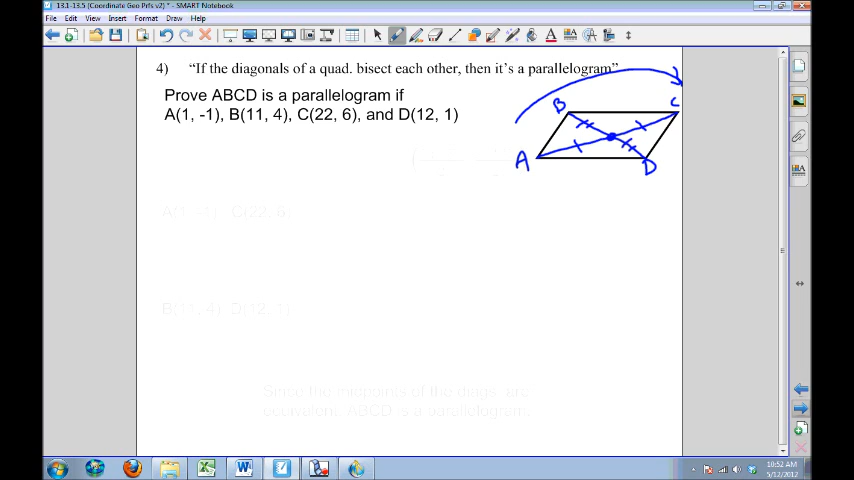 13.1-13.5 (Coordinate Geo Prfs v2) * - SMART Notebook
File Edit View Insert Format Draw Help
4) “If the diagonals of a quad. bisect each other, then it’s a parallelogram”
Prove ABCD is a parallelogram if
A(1, -1), B(11, 4), C(22, 6), and D(12, 1)
B
C
A
D
A(1, -1) C(22, 6)
B(11, 4) D(12, 1)
Since the midpoints of the diags are
equivalent, ABCD is a parallelogram.
10:52 AM
5/12/2012